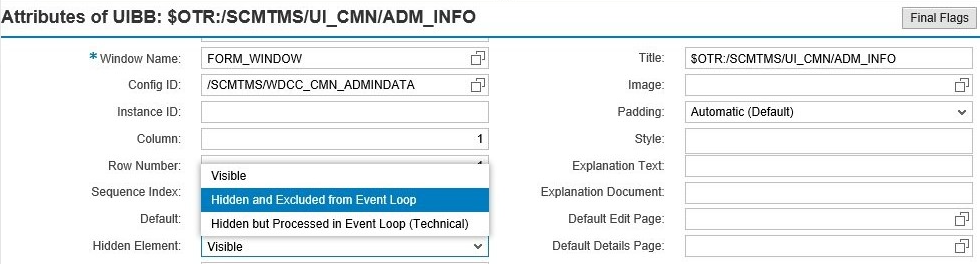 Attributes of UIBB: $OTR:/SCMTMS/UI_CMN/ADM_INFO
Final Flags
* Window Name: FORM_WINDOW
Title: $OTR:/SCMTMS/UI_CMN/ADM_INFO
Config ID: /SCMTMS/WDCC_CMN_ADMINDATA
Image:
Instance ID:
Padding: Automatic (Default)
Column: 1
Style:
Row Number:
Explanation Text:
Visible
Sequence Index:
Hidden and Excluded from Event Loop
Explanation Document:
Default:
Hidden but Processed in Event Loop (Technical)
Default Edit Page:
Hidden Element: Visible
Default Details Page: